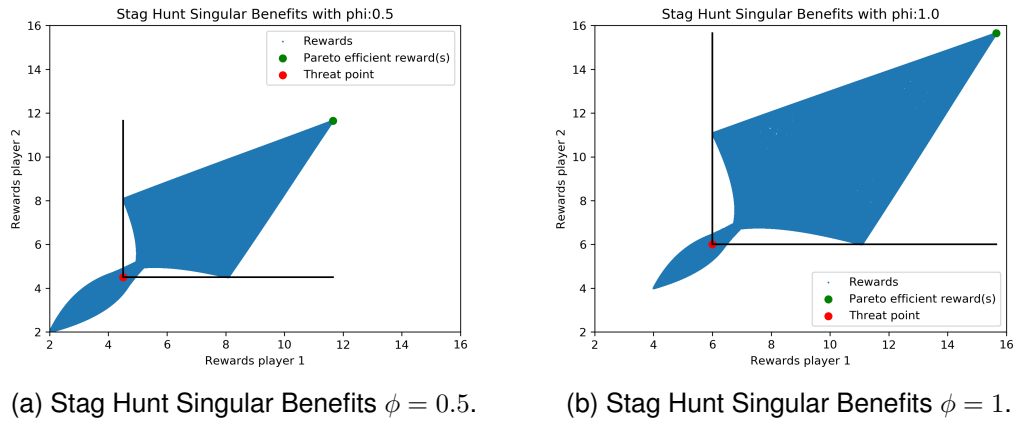 Stag Hunt Singular Benefits with phi:0.5
Rewards player 2
16
14
12
10
8
6
4
2
Rewards
Pareto efficient reward(s)
Threat point
2 4 6 8 10 12 14 16
Rewards player 1
(a) Stag Hunt Singular Benefits ϕ = 0.5.
Stag Hunt Singular Benefits with phi:1.0
Rewards player 2
16
14
12
10
8
6
4
2
Rewards
Pareto efficient reward(s)
Threat point
2 4 6 8 10 12 14 16
Rewards player 1
(b) Stag Hunt Singular Benefits ϕ = 1.